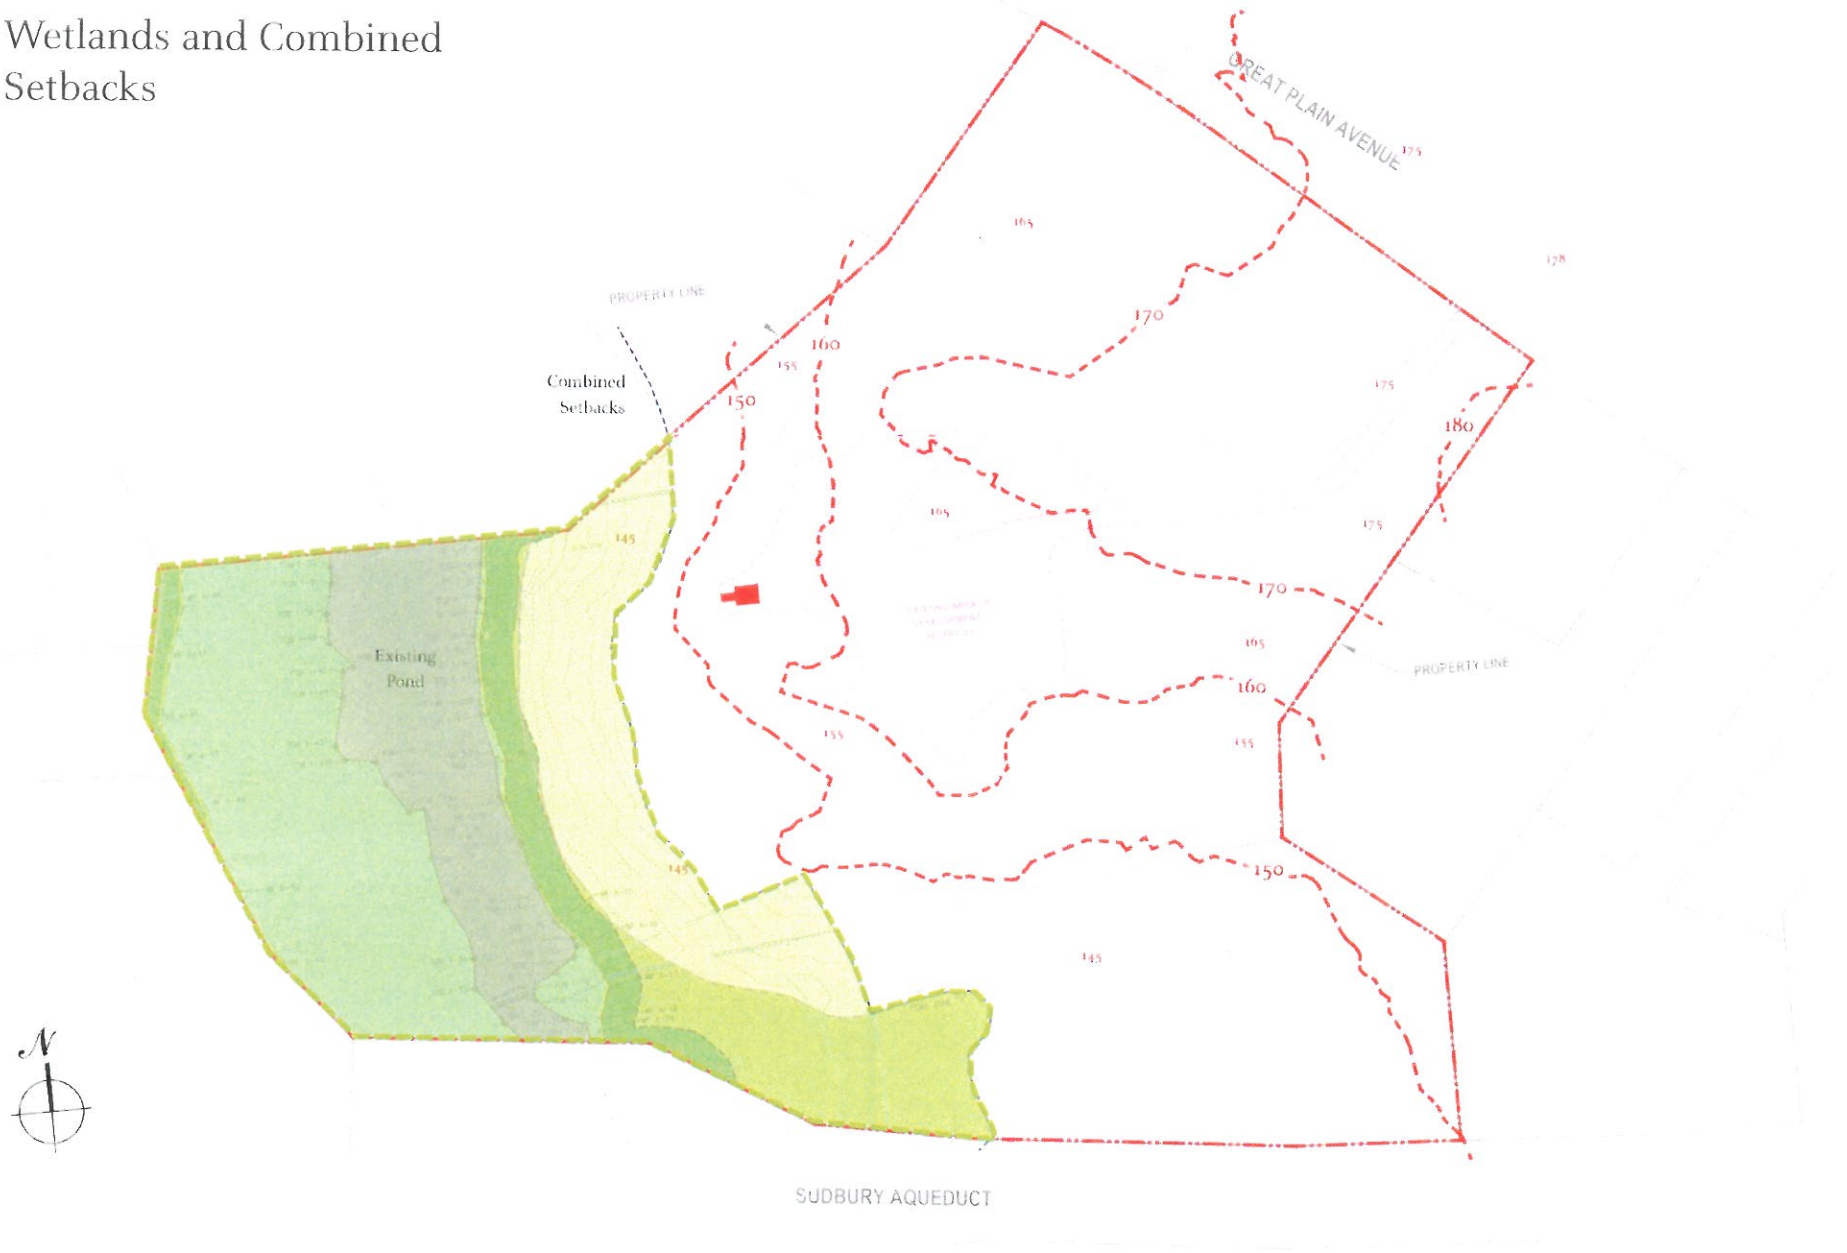 Wetlands and Combined
Setbacks
GREAT PLAIN AVENUE
175
165
178
PROPERTY LINE
170
160
155
Combined
Setbacks
150
175
180
165
175
145
170
Existing
Pond
165
PROPERTY LINE
160
155
155
145
150
145
N
SUDBURY AQUEDUCT